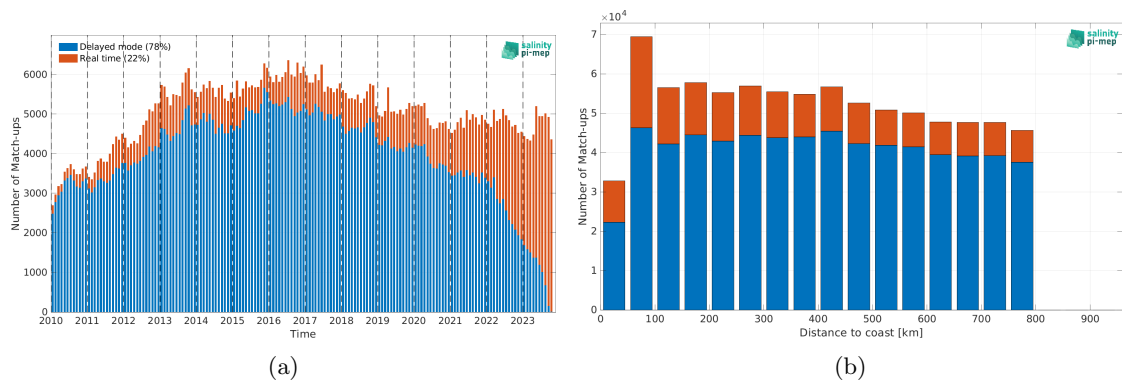 Delayed mode (78%)
Real time (22%)
salinity
pi-mep
Number of Match-ups
6000
5000
4000
3000
2000
1000
0
2010 2011 2012 2013 2014 2015 2016 2017 2018 2019 2020 2021 2022 2023
Time
(a)
×10⁴
salinity
pi-mep
Number of Match-ups
7
6
5
4
3
2
1
0
0 100 200 300 400 500 600 700 800 900
Distance to coast [km]
(b)